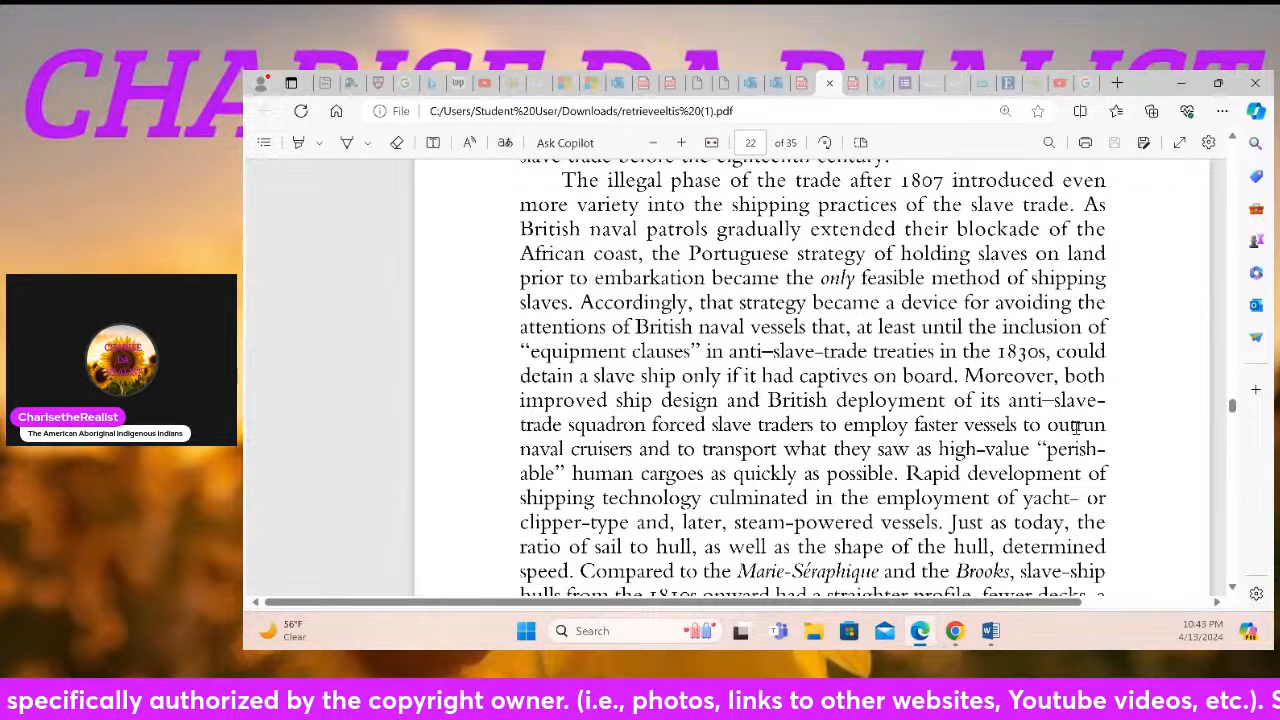 CHARISE DA REALIST
File
C:/Users/Student%20User/Downloads/retrieveeltis%20(1).pdf
Ask Copilot
22
of 35
slave trade before the eighteenth century.
The illegal phase of the trade after 1807 introduced even
more variety into the shipping practices of the slave trade. As
British naval patrols gradually extended their blockade of the
African coast, the Portuguese strategy of holding slaves on land
prior to embarkation became the only feasible method of shipping
slaves. Accordingly, that strategy became a device for avoiding the
attentions of British naval vessels that, at least until the inclusion of
“equipment clauses” in anti–slave-trade treaties in the 1830s, could
detain a slave ship only if it had captives on board. Moreover, both
improved ship design and British deployment of its anti–slave-
trade squadron forced slave traders to adapt by faster vessels to outrun
naval cruisers and to transport what they saw as high-value “perish-
able” human cargoes as quickly as possible. Rapid development of
shipping technology culminated in the employment of yacht- or
clipper-type and, later, steam-powered vessels. Just as today, the
ratio of sail to hull, as well as the shape of the hull, determined
speed. Compared to the Marie-Séraphique and the Brooks, slave-ship
hulls from the 1810s onward had a straighter profile, fewer decks, a
CHARISE
DA
REALIST
CharisetheRealist
The American Aboriginal Indigenous Indians
56°F
Clear
Search
10:43 PM
4/13/2024
specifically authorized by the copyright owner. (i.e., photos, links to other websites, Youtube videos, etc.). S